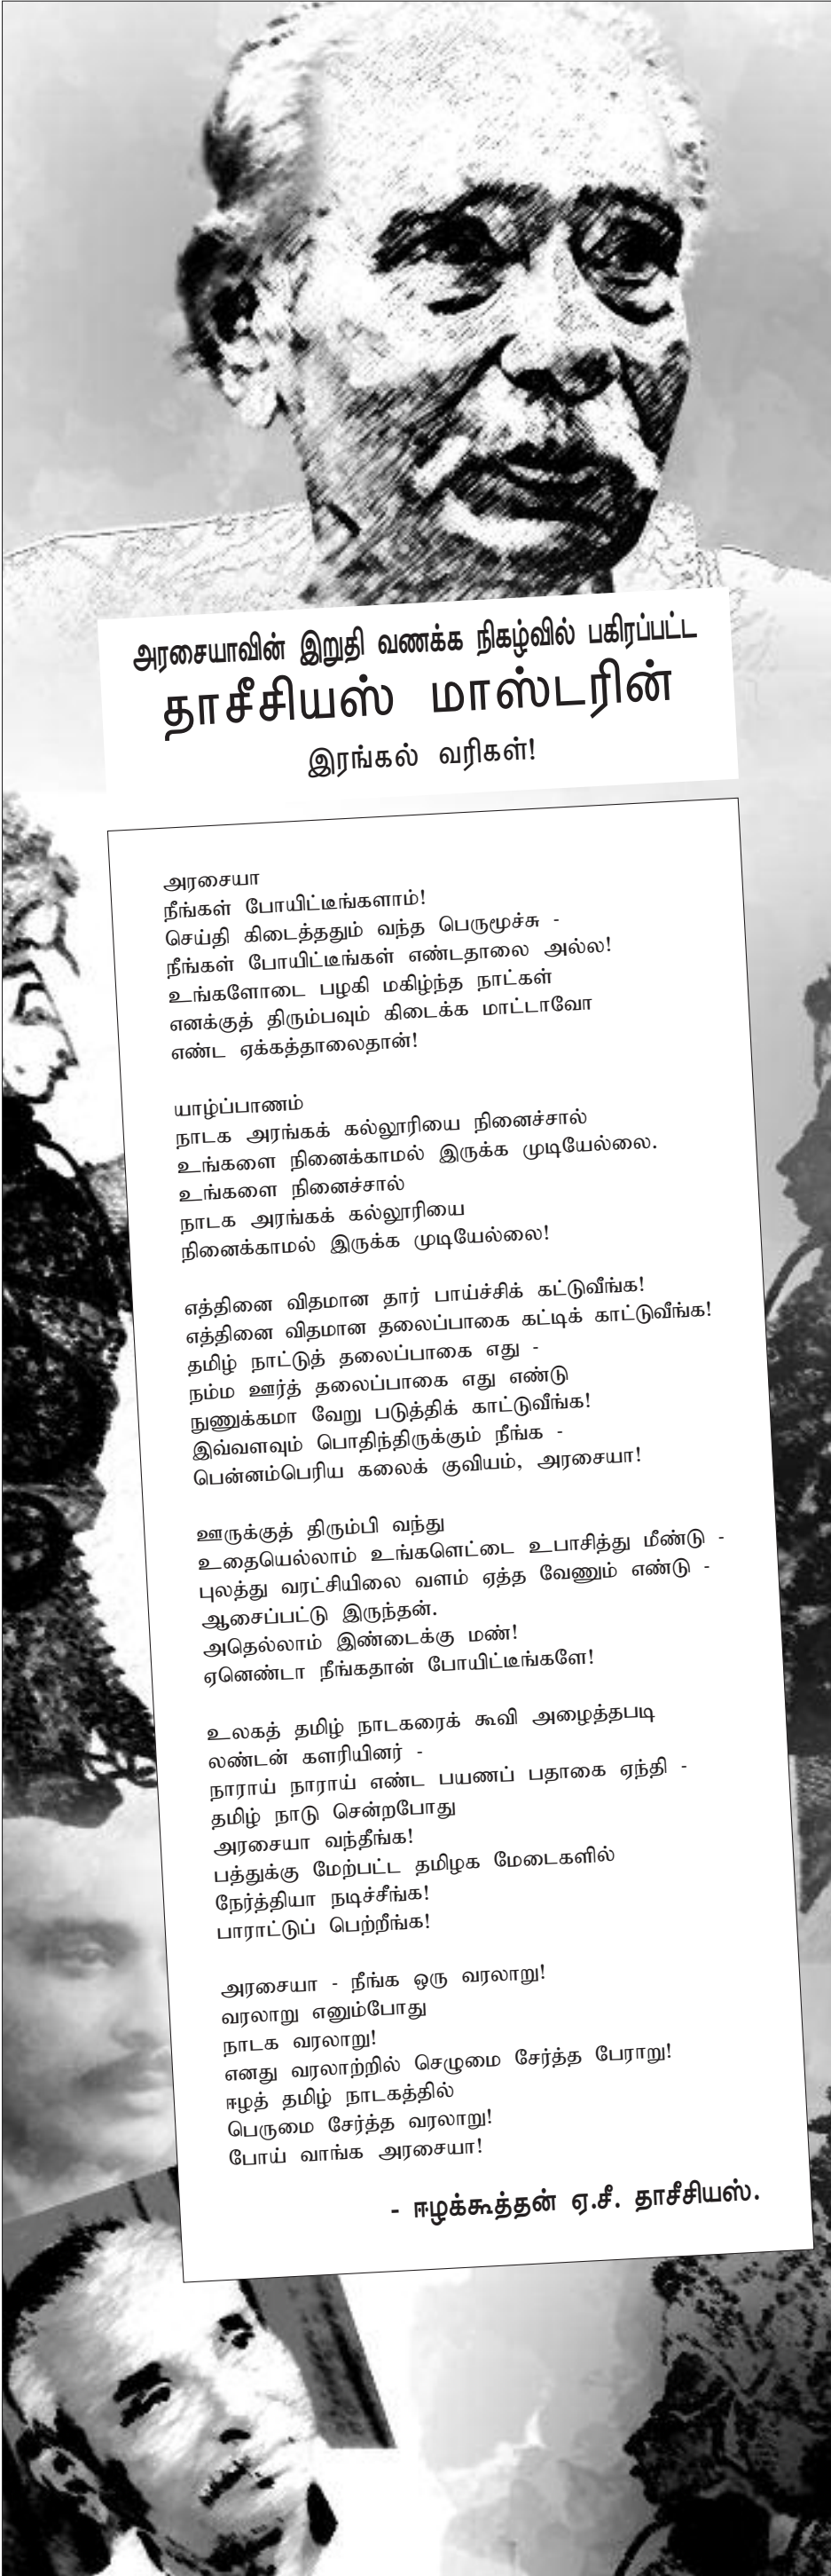 அரசையாவின் இறுதி வணக்க நிகழ்வில் பகிரப்பட்ட
தாசீசியஸ் மாஸ்டரின்
இரங்கல் வரிகள்!
அரசையா
நீங்கள் போயிட்டீங்களாம்!
செய்தி கிடைத்ததும் வந்த பெருமூச்சு -
நீங்கள் போயிட்டீங்கள் எண்டதாலை அல்ல!
உங்களோடை பழகி மகிழ்ந்த நாட்கள்
எனக்குத் திரும்பவும் கிடைக்க மாட்டாவோ
எண்ட ஏக்கத்தாலைதான்!
யாழ்ப்பாணம்
நாடக அரங்கக் கல்லூரியை நினைச்சால்
உங்களை நினைக்காமல் இருக்க முடியேல்லை.
உங்களை நினைச்சால்
நாடக அரங்கக் கல்லூரியை
நினைக்காமல் இருக்க முடியேல்லை!
எத்தினை விதமான தார் பாய்ச்சிக் கட்டுவீங்க!
எத்தினை விதமான தலைப்பாகை கட்டிக் காட்டுவீங்க!
தமிழ் நாட்டுத் தலைப்பாகை எது -
நம்ம ஊர்த் தலைப்பாகை எது எண்டு
நுணுக்கமா வேறு படுத்திக் காட்டுவீங்க!
இவ்வளவும் பொதிந்திருக்கும் நீங்க -
பென்னம்பெரிய கலைக் குவியம், அரசையா!
ஊருக்குத் திரும்பி வந்து
உதையெல்லாம் உங்களெட்டை உபாசித்து மீண்டு -
புலத்து வரட்சியிலை வளம் ஏத்த வேணும் எண்டு -
ஆசைப்பட்டு இருந்தன்.
அதெல்லாம் இண்டைக்கு மண்!
ஏனெண்டா நீங்கதான் போயிட்டீங்களே!
உலகத் தமிழ் நாடகரைக் கூவி அழைத்தபடி
லண்டன் களரியினர் -
நாராய் நாராய் எண்ட பயணப் பதாகை ஏந்தி -
தமிழ் நாடு சென்றபோது
அரசையா வந்தீங்க!
பத்துக்கு மேற்பட்ட தமிழக மேடைகளில்
நேர்த்தியா நடிச்சீங்க!
பாராட்டுப் பெற்றீங்க!
அரசையா - நீங்க ஒரு வரலாறு!
வரலாறு எனும்போது
நாடக வரலாறு!
எனது வரலாற்றில் செழுமை சேர்த்த பேராறு!
ஈழத் தமிழ் நாடகத்தில்
பெருமை சேர்த்த வரலாறு!
போய் வாங்க அரசையா!
- ஈழக்கூத்தன் ஏ.சீ. தாசீசியஸ்.